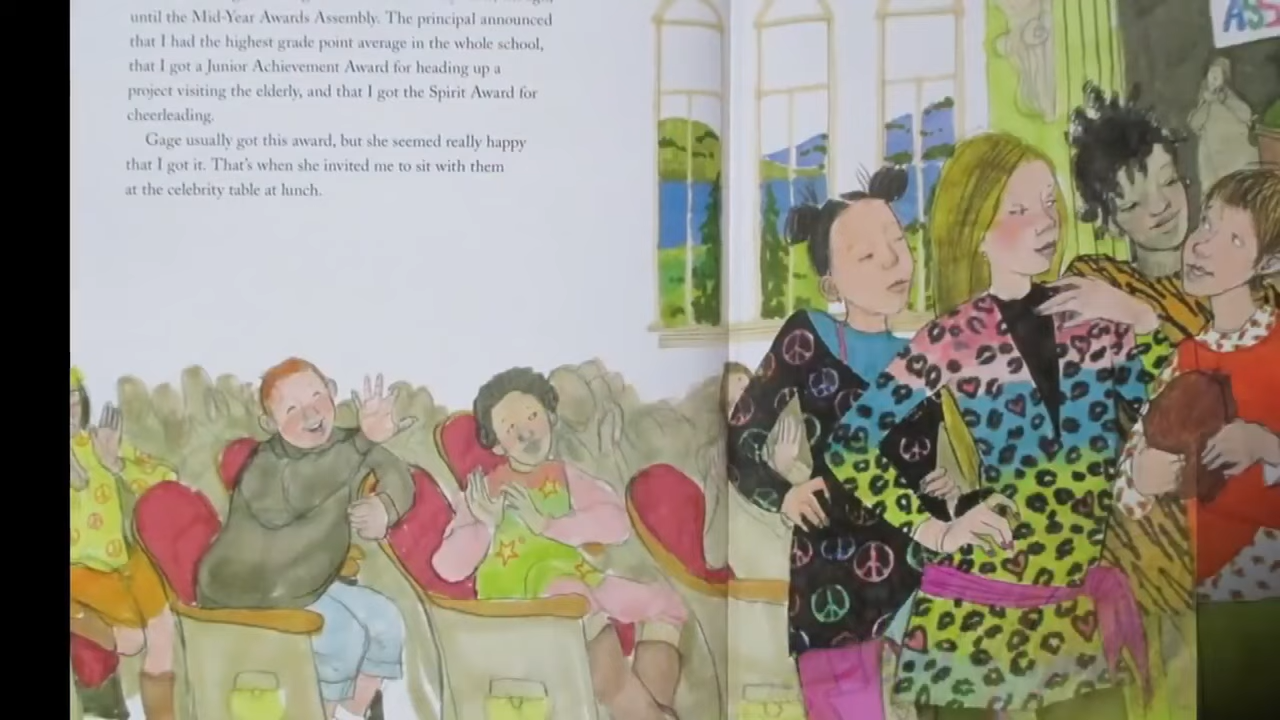 until the Mid-Year Awards Assembly. The principal announced
that I had the highest grade point average in the whole school,
that I got a Junior Achievement Award for heading up a
project visiting the elderly, and that I got the Spirit Award for
cheerleading.
Gage usually got this award, but she seemed really happy
that I got it. That's when she invited me to sit with them
at the celebrity table at lunch.
ASS